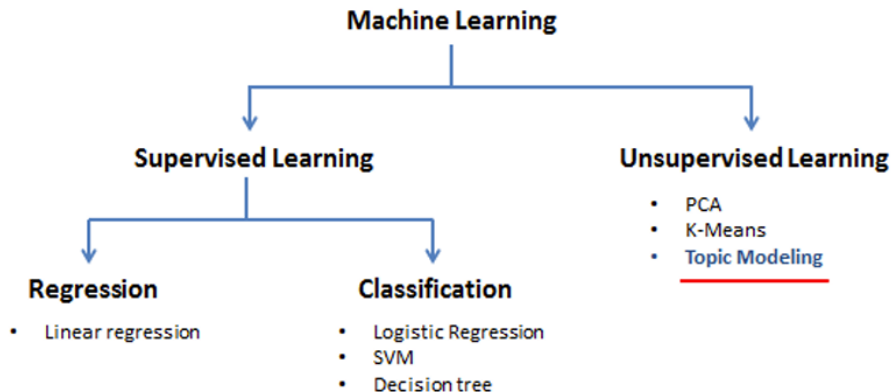 Machine Learning
Supervised Learning
Unsupervised Learning
• PCA
• K-Means
• Topic Modeling
Regression
• Linear regression
Classification
• Logistic Regression
• SVM
• Decision tree